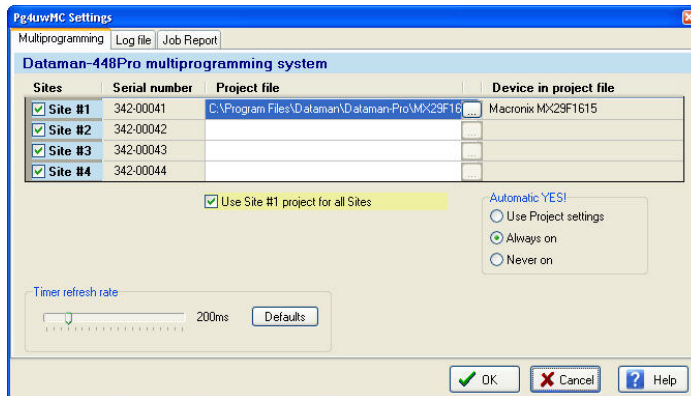 Pg4uwMC Settings
Multiprogramming Log file Job Report
Dataman-448Pro multiprogramming system
Sites Serial number Project file Device in project file
Site #1 342-00041 C:\Program Files\Dataman\Dataman-Pro\MX29F16 ... Macronix MX29F1615
Site #2 342-00042 ...
Site #3 342-00043 ...
Site #4 342-00044 ...
Use Site #1 project for all Sites
Automatic YES!
Use Project settings
Always on
Never on
Timer refresh rate
200ms Defaults
OK Cancel Help